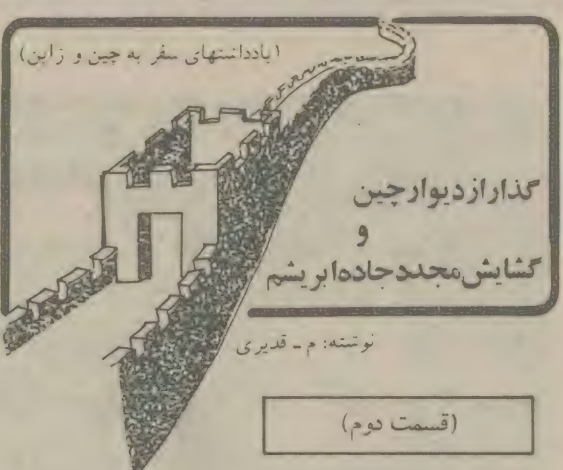 (یادداشتهای سفر به چین و ژاپن)
گذار از دیوار چین
و
گشایش مجدد جاده ابریشم
نوشته: م ـ قدیری
(قسمت دوم)